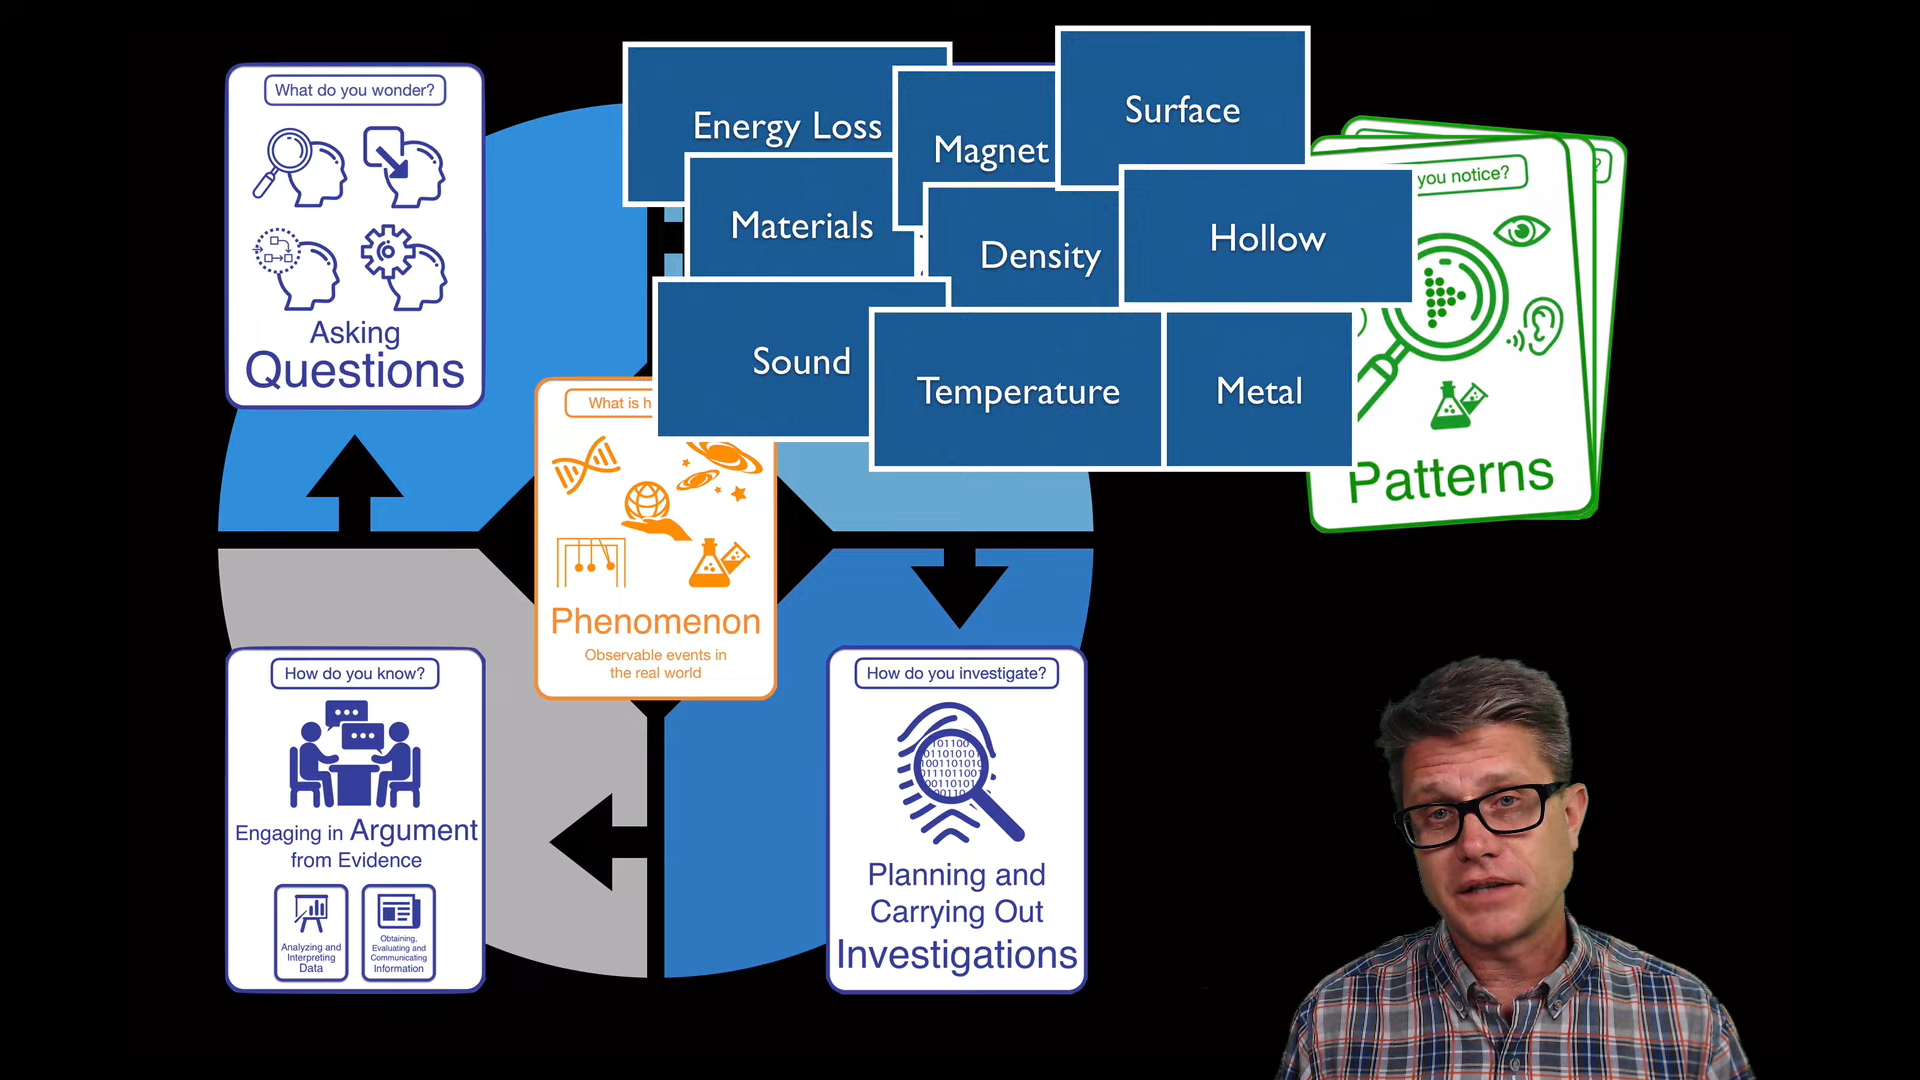 What do you wonder?
Asking
Questions
Energy Loss
Magnet
Surface
Materials
Density
Hollow
Sound
Temperature
Metal
you notice?
?
Patterns
What is h
Phenomenon
Observable events in
the real world
How do you know?
Engaging in Argument
from Evidence
Analyzing and
Interpreting
Data
Obtaining,
Evaluating and
Communicating
Information
How do you investigate?
Planning and
Carrying Out
Investigations